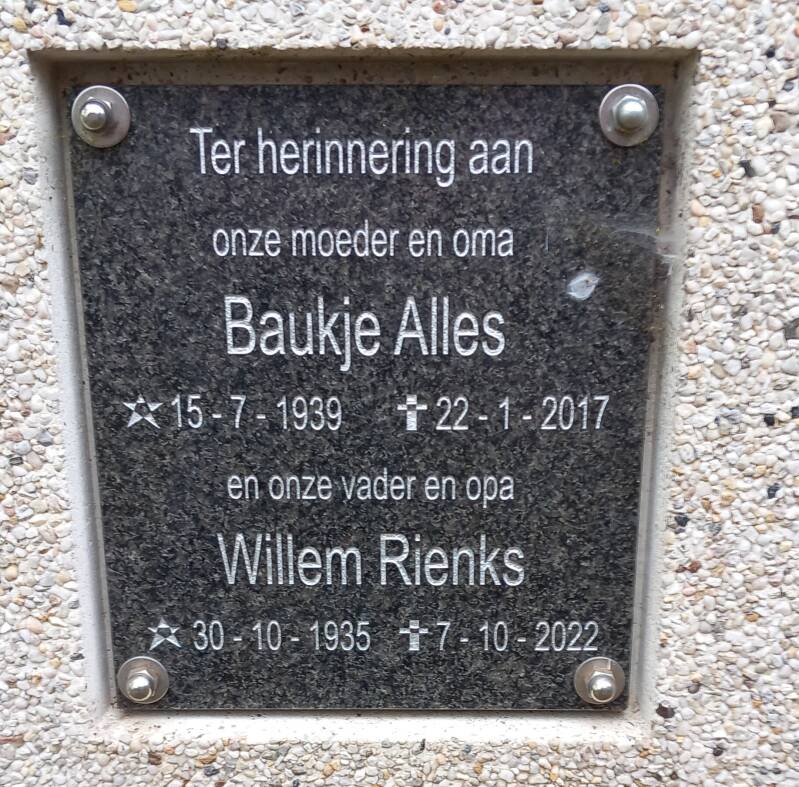 Ter herinnering aan
onze moeder en oma
Baukje Alles
☆ 15 - 7 - 1939 ✝ 22 - 1 - 2017
en onze vader en opa
Willem Rienks
☆ 30 - 10 - 1935 ✝ 7 - 10 - 2022